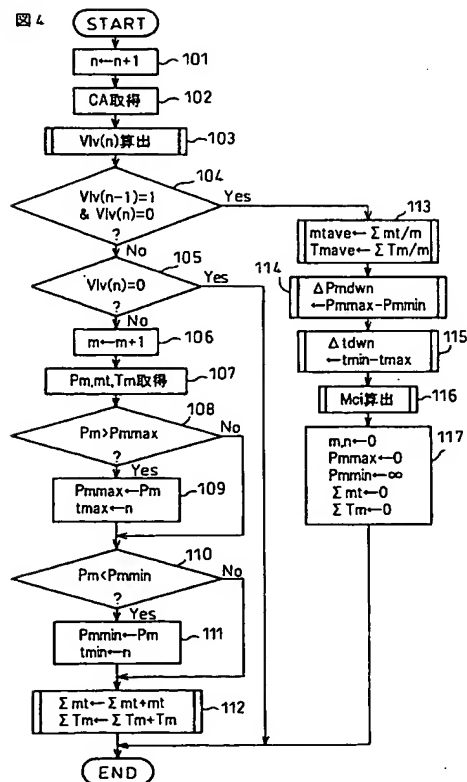 図4
START
n←n+1
101
CA取得
102
Vlv(n)算出
103
104
Vlv(n-1)=1
& Vlv(n)=0
?
Yes
No
105
Vlv(n)=0
?
Yes
No
m←m+1
106
Pm,mt,Tm取得
107
108
Pm>Pmmax
?
No
Yes
Pmmax←Pm
tmax←n
109
110
Pm<Pmmin
?
No
Yes
Pmmin←Pm
tmin←n
111
Σmt←Σmt+mt
ΣTm←ΣTm+Tm
112
END
113
mtave←Σmt/m
Tmave←ΣTm/m
114
ΔPmdwn
←Pmmax-Pmmin
Δtdwn
←tmin-tmax
115
Mci算出
116
117
m,n←0
Pmmax←0
Pmmin←∞
Σmt←0
ΣTm←0